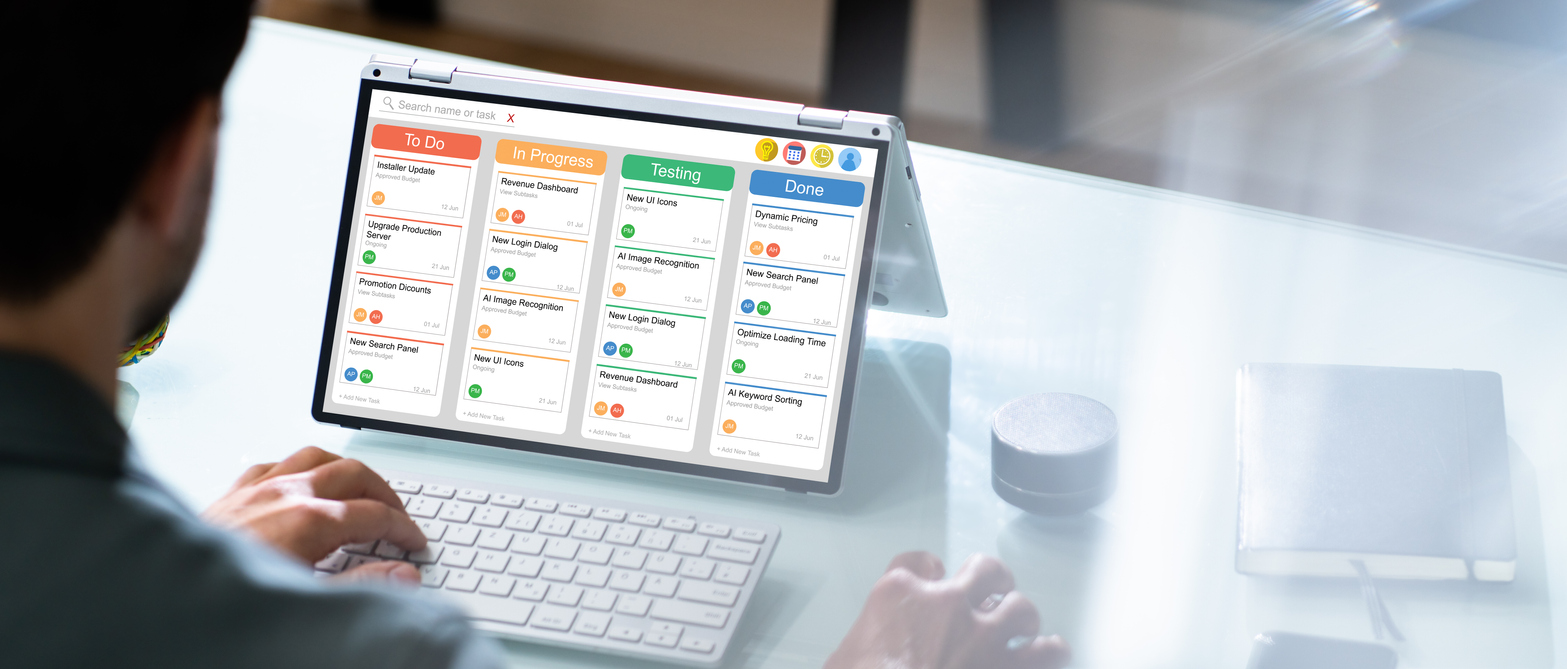 Search name or task X
To Do
Installer Update
Approved Budget
JM
12 Jun
Upgrade Production
Server
Ongoing
PM
21 Jun
Promotion Dicounts
View Subtasks
JM AH
01 Jul
New Search Panel
Approved Budget
AP PM
12 Jun
+ Add New Task
In Progress
Revenue Dashboard
View Subtasks
JM AH
01 Jul
New Login Dialog
Approved Budget
AP PM
12 Jun
AI Image Recognition
Approved Budget
JM
12 Jun
New UI Icons
Ongoing
PM
21 Jun
+ Add New Task
Testing
New UI Icons
Ongoing
PM
21 Jun
AI Image Recognition
Approved Budget
JM
12 Jun
New Login Dialog
Approved Budget
AP PM
12 Jun
Revenue Dashboard
View Subtasks
JM AH
01 Jul
+ Add New Task
Done
Dynamic Pricing
View Subtasks
JM AH
01 Jul
New Search Panel
Approved Budget
AP PM
12 Jun
Optimize Loading Time
Ongoing
PM
21 Jun
AI Keyword Sorting
Approved Budget
JM
12 Jun
+ Add New Task